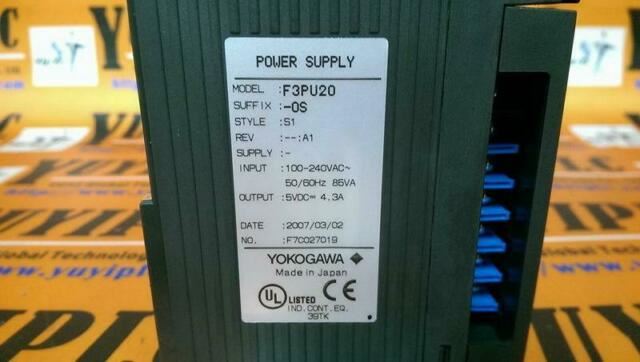 POWER SUPPLY
MODEL :F3PU20
SUFFIX :-0S
STYLE :S1
REV :--:A1
SUPPLY :-
INPUT :100-240VAC~
50/60Hz 85VA
OUTPUT :5VDC⎓ 4.3A
DATE :2007/03/02
NO. :F7C027019
YOKOGAWA
Made in Japan
UL LISTED CE
IND.CONT.EQ.
39TK